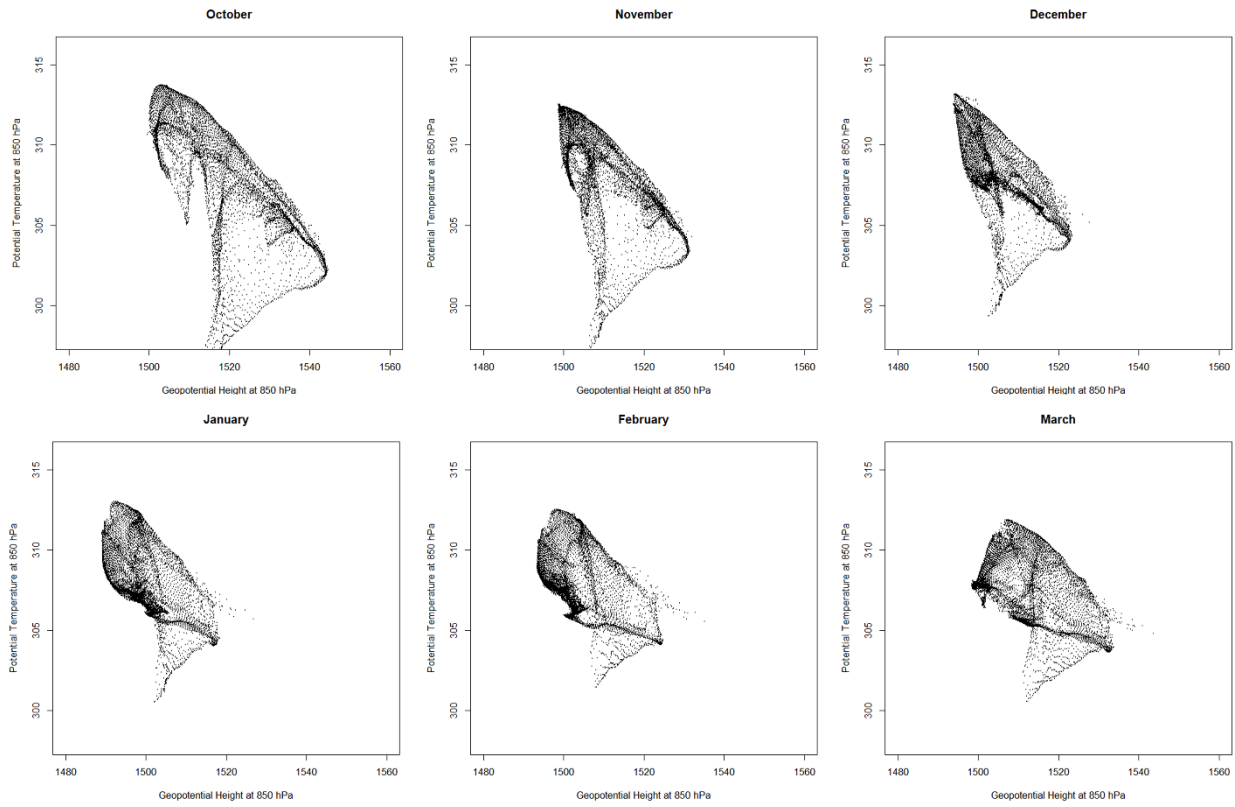 October
November
December
Potential Temperature at 850 hPa
315
310
305
300
1480 1500 1520 1540 1560
Geopotential Height at 850 hPa
Potential Temperature at 850 hPa
315
310
305
300
1480 1500 1520 1540 1560
Geopotential Height at 850 hPa
Potential Temperature at 850 hPa
315
310
305
300
1480 1500 1520 1540 1560
Geopotential Height at 850 hPa
January
February
March
Potential Temperature at 850 hPa
315
310
305
300
1480 1500 1520 1540 1560
Geopotential Height at 850 hPa
Potential Temperature at 850 hPa
315
310
305
300
1480 1500 1520 1540 1560
Geopotential Height at 850 hPa
Potential Temperature at 850 hPa
315
310
305
300
1480 1500 1520 1540 1560
Geopotential Height at 850 hPa